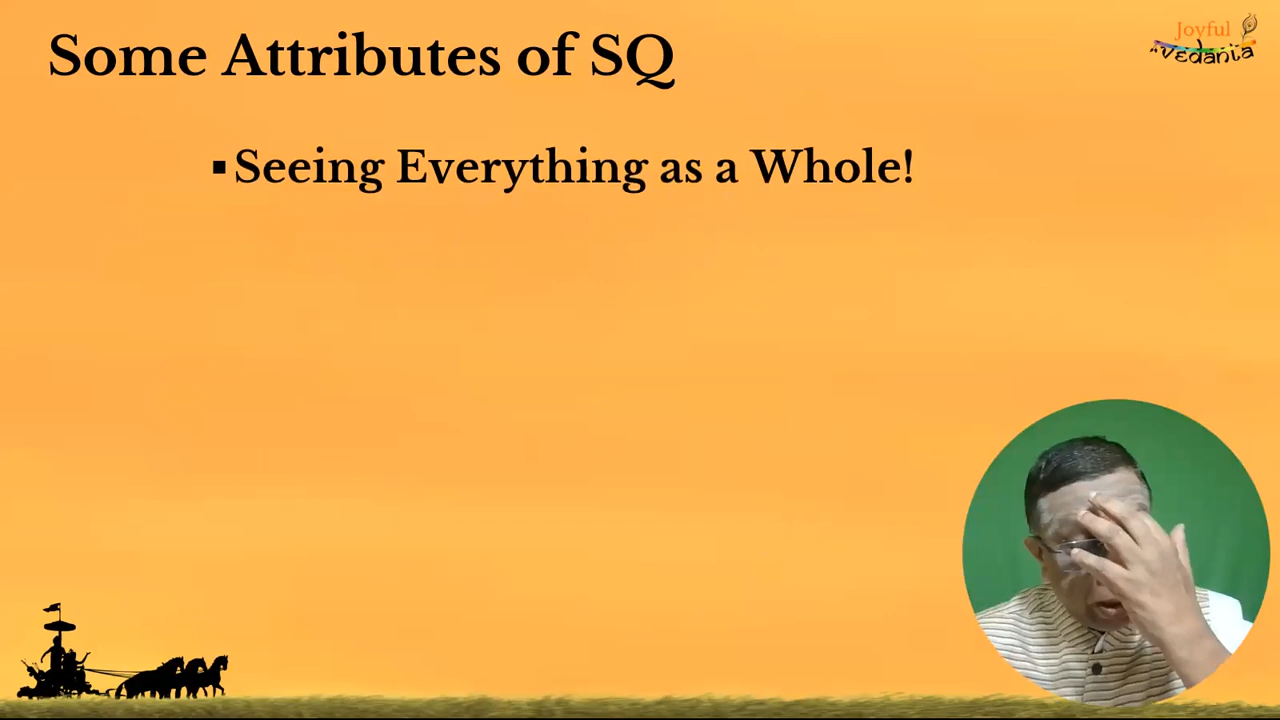 Some Attributes of SQ
Joyful
Vedanta
▪ Seeing Everything as a Whole!